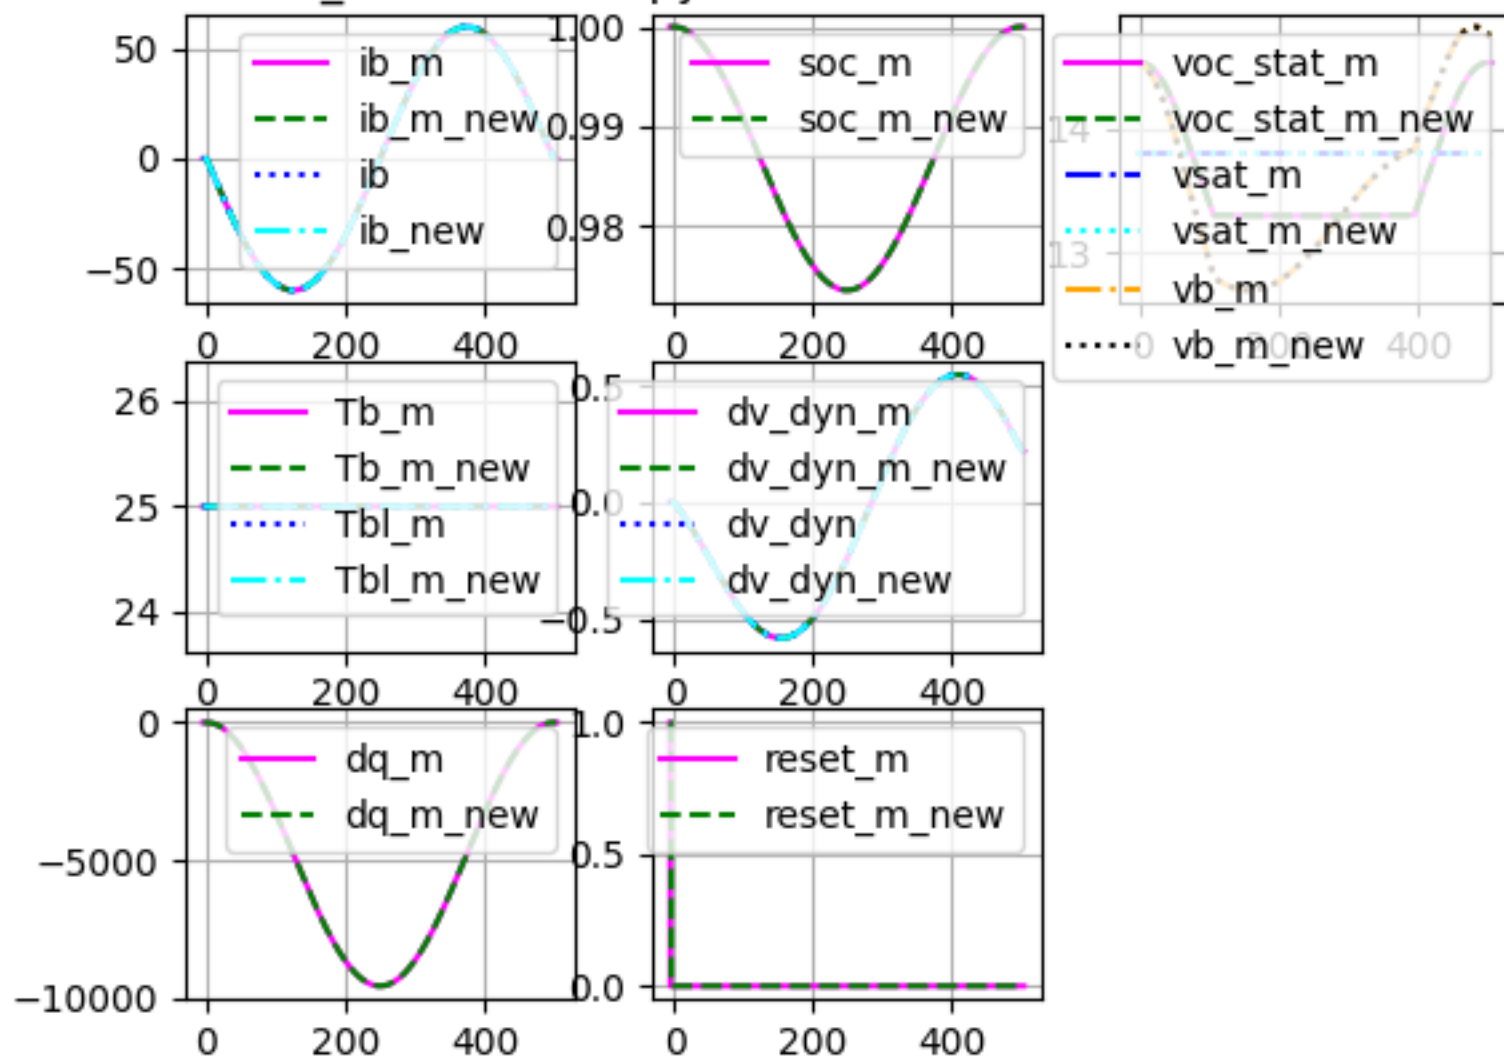 50
0
−50
0 200 400
ib_m
ib_m_new
ib
ib_new
1.00
0.99
0.98
0 200 400
soc_m
soc_m_new
14
13
0 200 400
voc_stat_m
voc_stat_m_new
vsat_m
vsat_m_new
vb_m
vb_m_new
26
25
24
0 200 400
Tb_m
Tb_m_new
Tbl_m
Tbl_m_new
0.5
0.0
−0.5
0 200 400
dv_dyn_m
dv_dyn_m_new
dv_dyn
dv_dyn_new
0
−5000
−10000
0 200 400
dq_m
dq_m_new
1.0
0.5
0.0
0 200 400
reset_m
reset_m_new